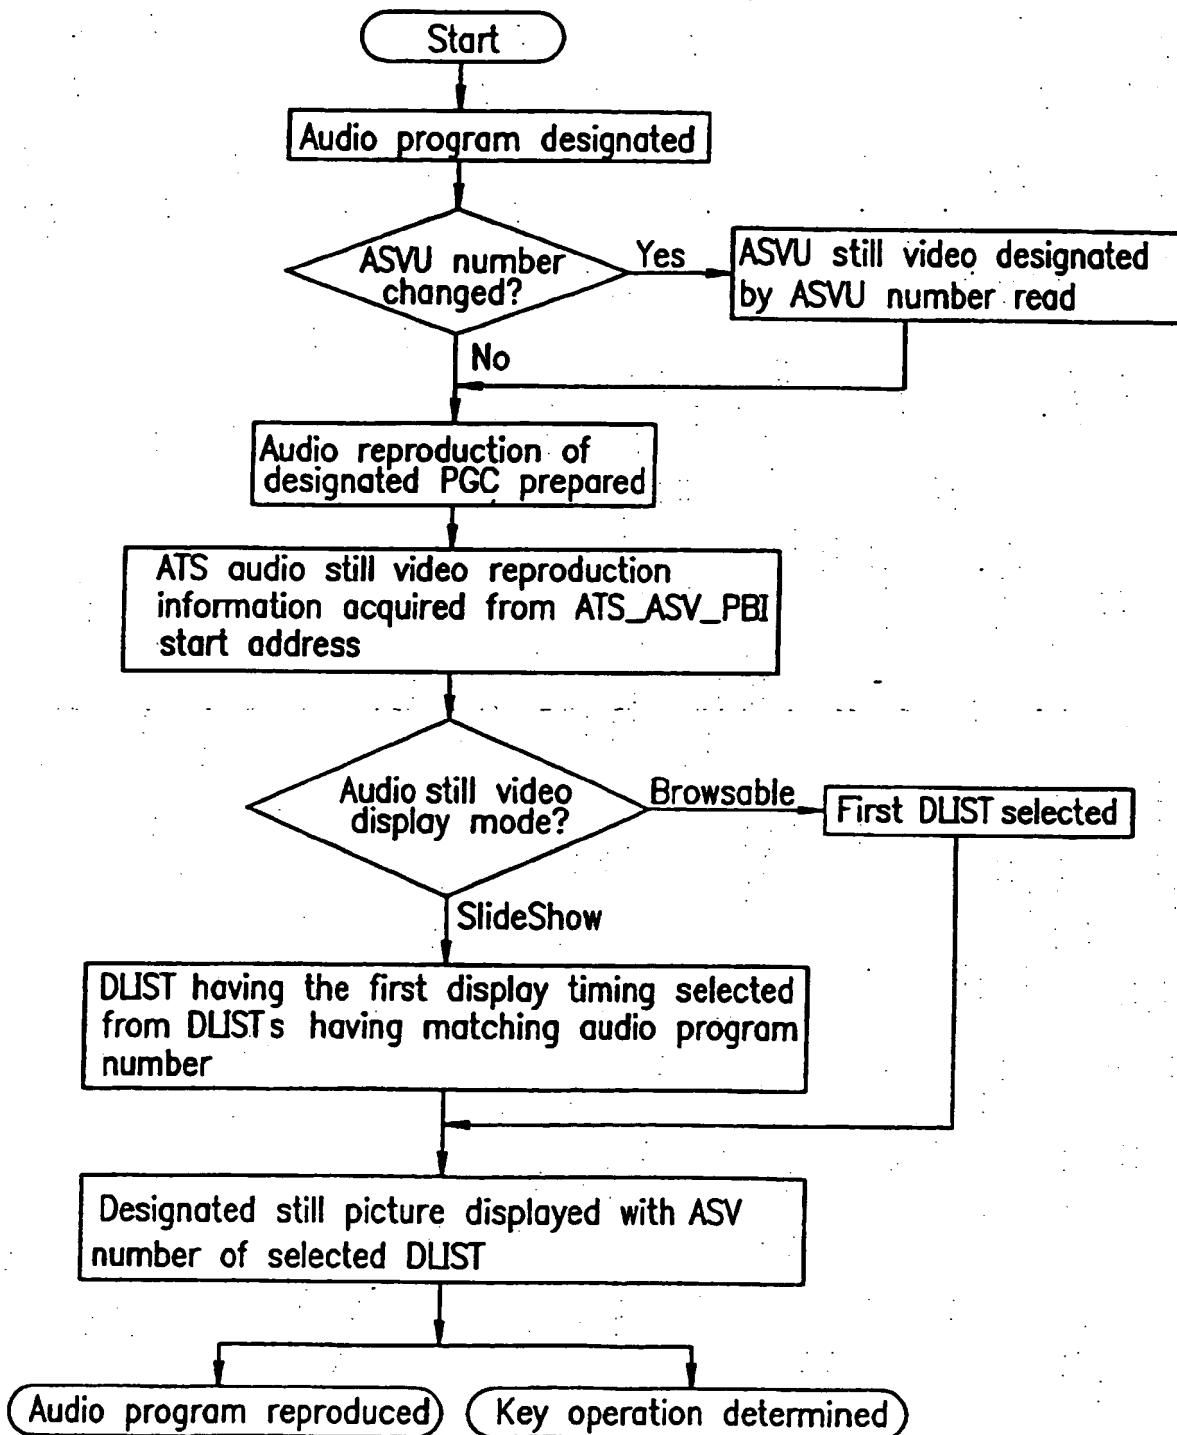 Start
Audio program designated
ASVU number
changed?
Yes
ASVU still video designated
by ASVU number read
No
Audio reproduction of
designated PGC prepared
ATS audio still video reproduction
information acquired from ATS_ASV_PBI
start address
Audio still video
display mode?
Browsable
First DLIST selected
SlideShow
DLIST having the first display timing selected
from DLISTs having matching audio program
number
Designated still picture displayed with ASV
number of selected DLIST
Audio program reproduced
Key operation determined